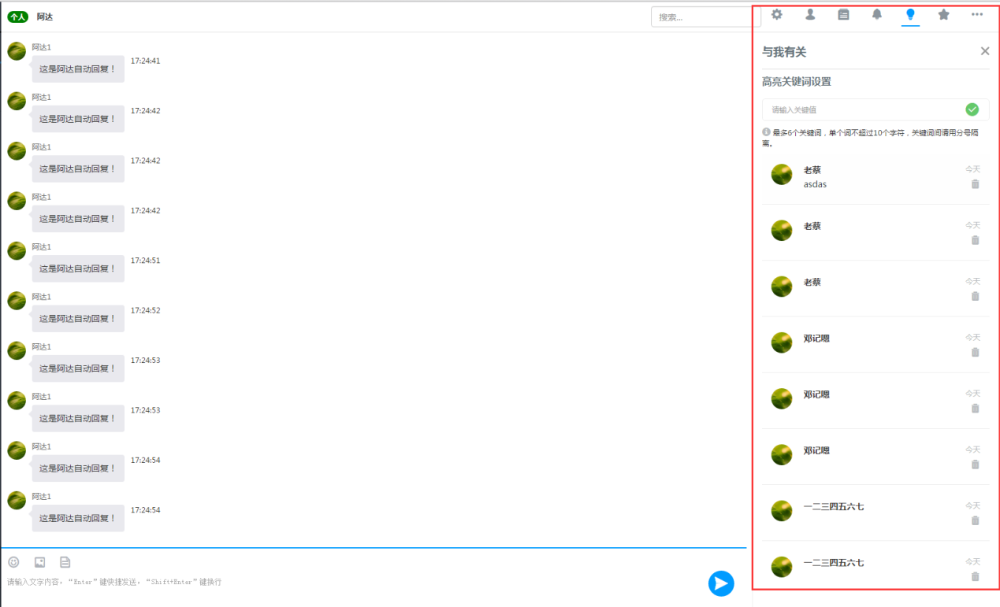 个人 阿达
搜索...
阿达1
这是阿达自动回复！ 17:24:41
阿达1
这是阿达自动回复！ 17:24:42
阿达1
这是阿达自动回复！ 17:24:42
阿达1
这是阿达自动回复！ 17:24:42
阿达1
这是阿达自动回复！ 17:24:51
阿达1
这是阿达自动回复！ 17:24:52
阿达1
这是阿达自动回复！ 17:24:53
阿达1
这是阿达自动回复！ 17:24:53
阿达1
这是阿达自动回复！ 17:24:54
阿达1
这是阿达自动回复！ 17:24:54
请输入文字内容，“Enter”键快捷发送，“Shift+Enter”键换行
与我有关
高亮关键词设置
请输入关键值
最多6个关键词，单个词不超过10个字符，关键词间请用分号隔
离。
老蔡 今天
asdas
老蔡 今天
老蔡 今天
邓记嗯 今天
邓记嗯 今天
邓记嗯 今天
一二三四五六七 今天
一二三四五六七 今天